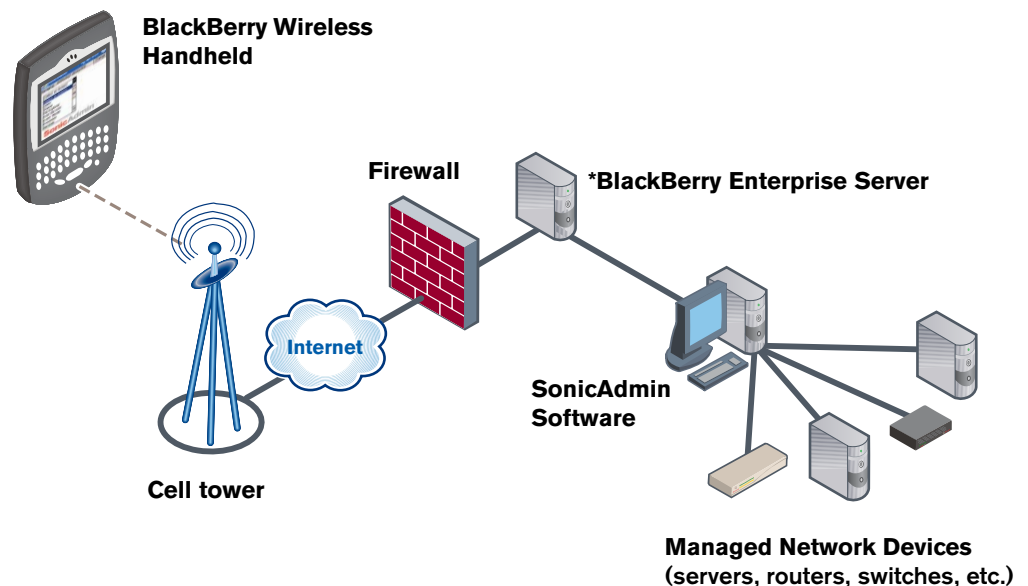 BlackBerry Wireless
Handheld
Firewall
*BlackBerry Enterprise Server
Internet
SonicAdmin
Software
Cell tower
Managed Network Devices
(servers, routers, switches, etc.)